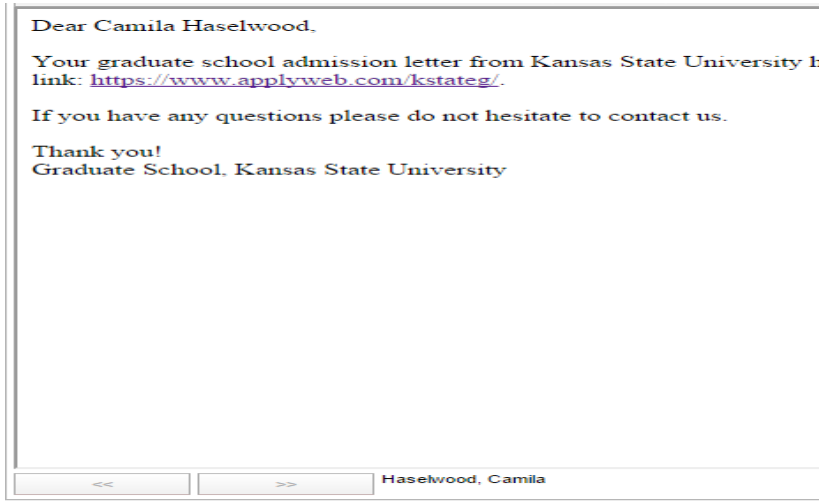 Dear Camila Haselwood,
Your graduate school admission letter from Kansas State University h
link: https://www.applyweb.com/kstateg/.
If you have any questions please do not hesitate to contact us.
Thank you!
Graduate School, Kansas State University
<< >> Haselwood, Camila